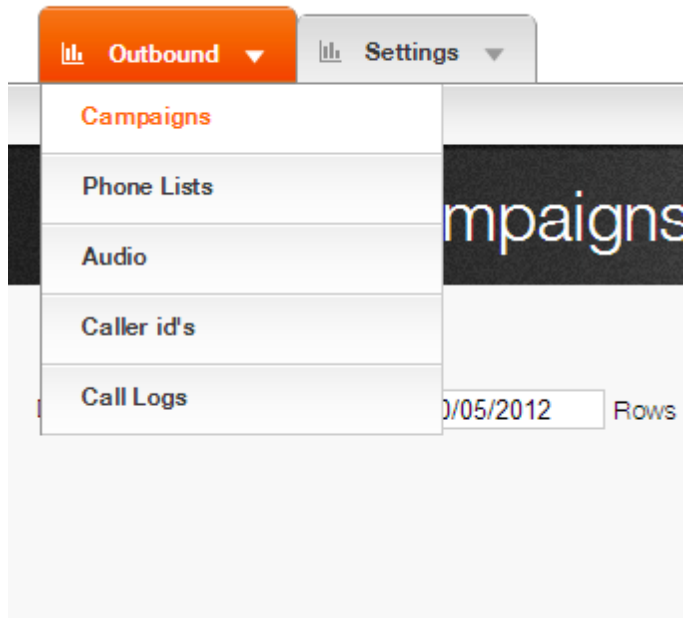 Outbound Settings
Campaigns
Phone Lists
mpaigns
Audio
Caller id's
Call Logs
0/05/2012 Rows